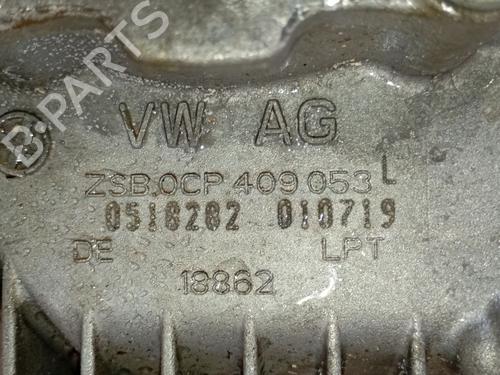 B-PARTS
VW AG
ZSB.0CP 409 053 L
0518282 010719
DE LPT
18862